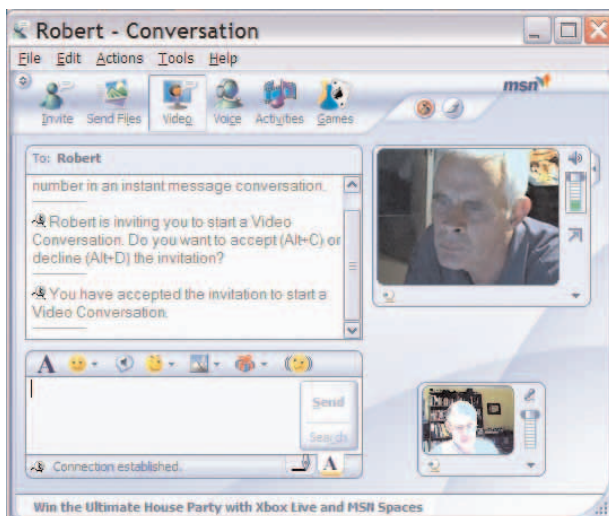 Robert - Conversation
File Edit Actions Tools Help
msn
Invite Send Files Video Voice Activities Games
To: Robert
number in an instant message conversation.
Robert is inviting you to start a Video
Conversation. Do you want to accept (Alt+C) or
decline (Alt+D) the invitation?
You have accepted the invitation to start a
Video Conversation.
A
Send
Search
Connection established.
A
Win the Ultimate House Party with Xbox Live and MSN Spaces